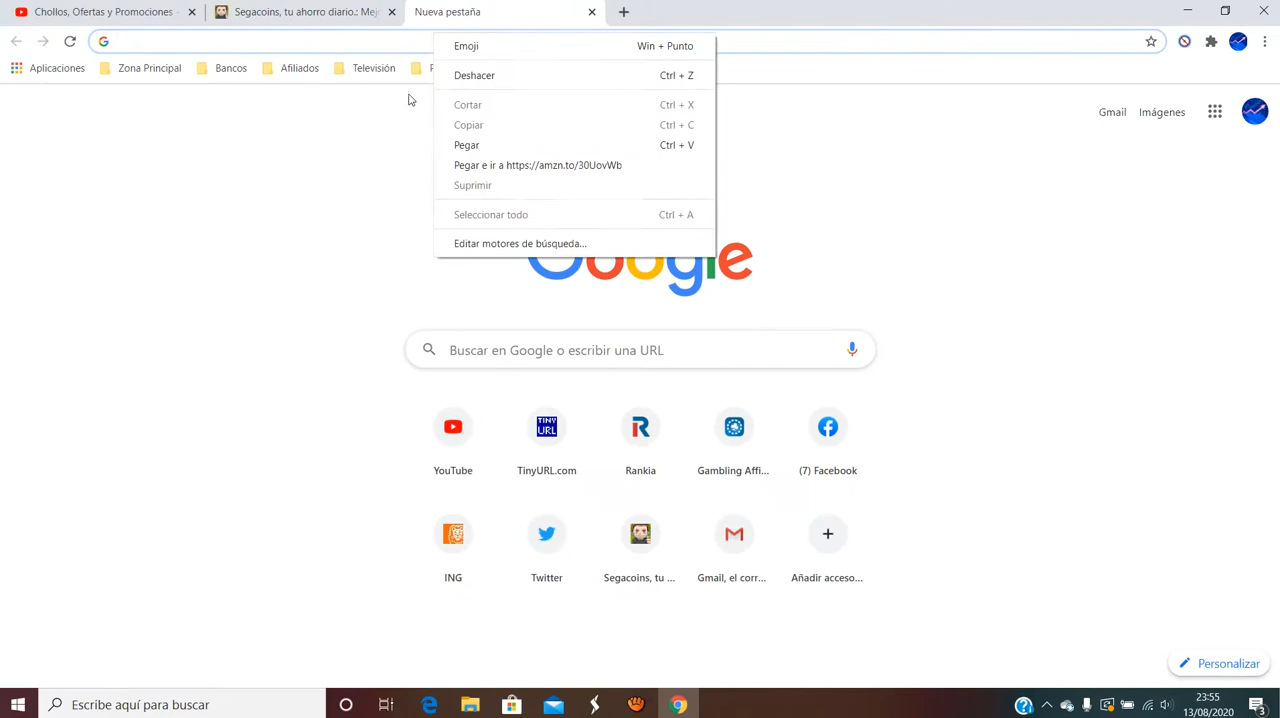 Chollos, Ofertas y Promociones -
Segacoins, tu ahorro diario.: Mej
Nueva pestaña
Aplicaciones
Zona Principal
Bancos
Afiliados
Televisión
Emoji Win + Punto
Deshacer Ctrl + Z
Cortar Ctrl + X
Copiar Ctrl + C
Pegar Ctrl + V
Pegar e ir a https://amzn.to/30UovWb
Suprimir
Seleccionar todo Ctrl + A
Editar motores de búsqueda...
Gmail Imágenes
Google
Buscar en Google o escribir una URL
TINY
URL
YouTube TinyURL.com Rankia Gambling Affi... (7) Facebook
ING Twitter Segacoins, tu ... Gmail, el corr... Añadir acceso...
Personalizar
Escribe aquí para buscar
23:55
13/08/2020
3